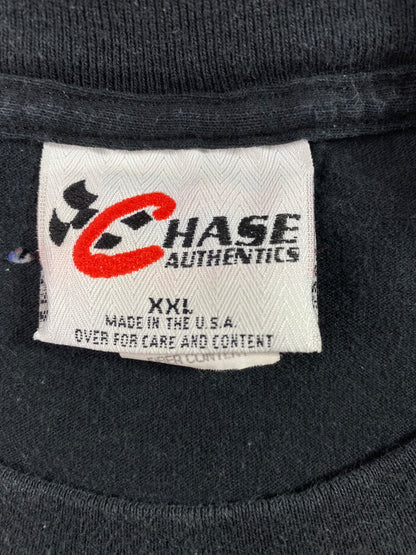 CHASE
AUTHENTICS
XXL
MADE IN THE U.S.A.
OVER FOR CARE AND CONTENT